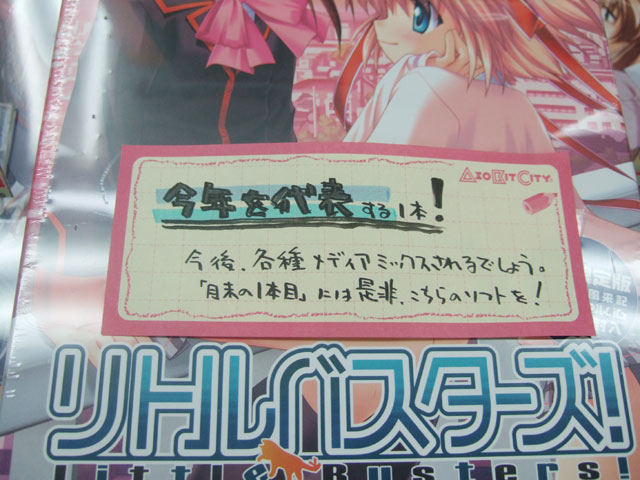 AZO BIT CITY
今年を代表する1本!
今後、各種メディアミックスされるでしょう。
「月末の1本目」には是非、こちらのソフトを!
リトルバスターズ!
Little Busters!